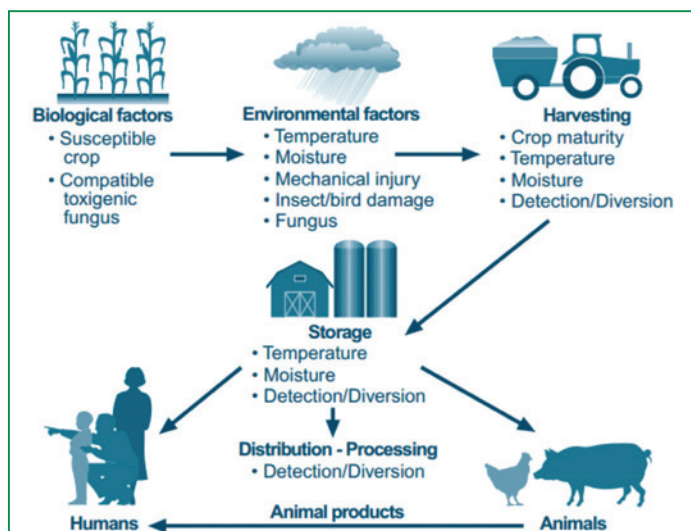 Biological factors
• Susceptible
crop
• Compatible
toxigenic
fungus
Environmental factors
• Temperature
• Moisture
• Mechanical injury
• Insect/bird damage
• Fungus
Harvesting
• Crop maturity
• Temperature
• Moisture
• Detection/Diversion
Storage
• Temperature
• Moisture
• Detection/Diversion
Distribution - Processing
• Detection/Diversion
Humans
Animal products
Animals